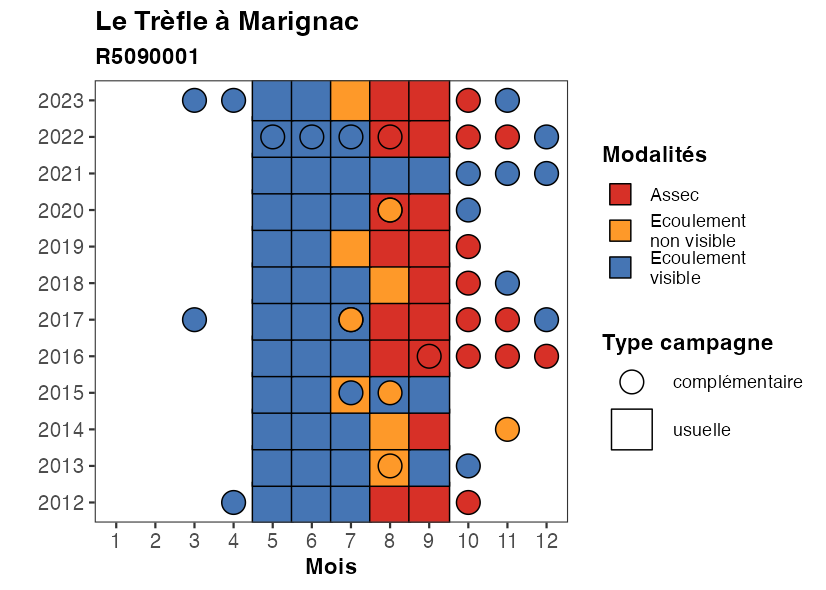 Le Trèfle à Marignac
R5090001
2023
2022
2021
2020
2019
2018
2017
2016
2015
2014
2013
2012
1 2 3 4 5 6 7 8 9 10 11 12
Mois
Modalités
Assec
Ecoulement
non visible
Ecoulement
visible
Type campagne
complémentaire
usuelle